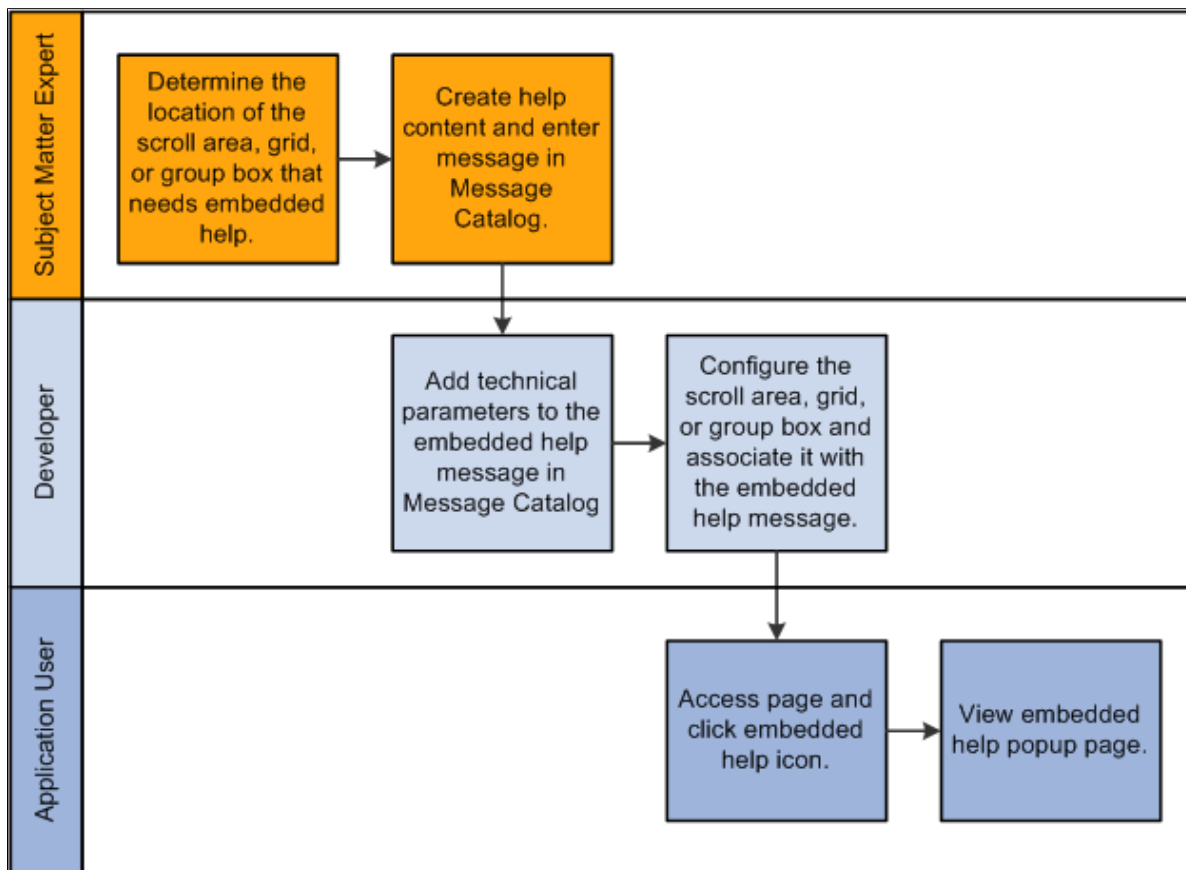 Subject Matter Expert
Determine the
location of the
scroll area, grid,
or group box that
needs embedded
help.
Create help
content and enter
message in
Message
Catalog.
Developer
Add technical
parameters to the
embedded help
message in
Message Catalog
Configure the
scroll area, grid,
or group box and
associate it with
the embedded
help message.
Application User
Access page and
click embedded
help icon.
View embedded
help popup page.